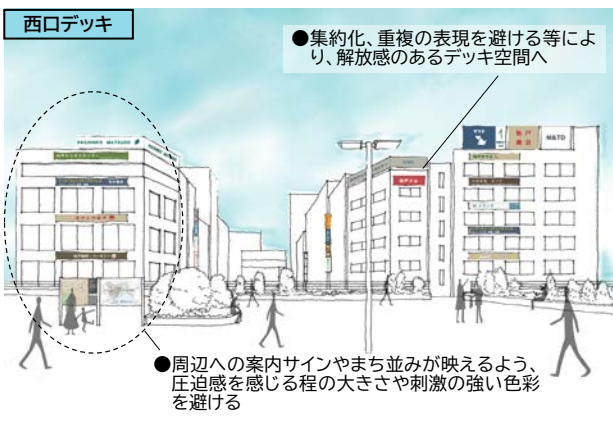 西口デッキ
●集約化、重複の表現を避ける等によ
り、解放感のあるデッキ空間へ
M&TD
●周辺への案内サインやまち並みが映えるよう、
圧迫感を感じる程の大きさや刺激の強い色彩
を避ける